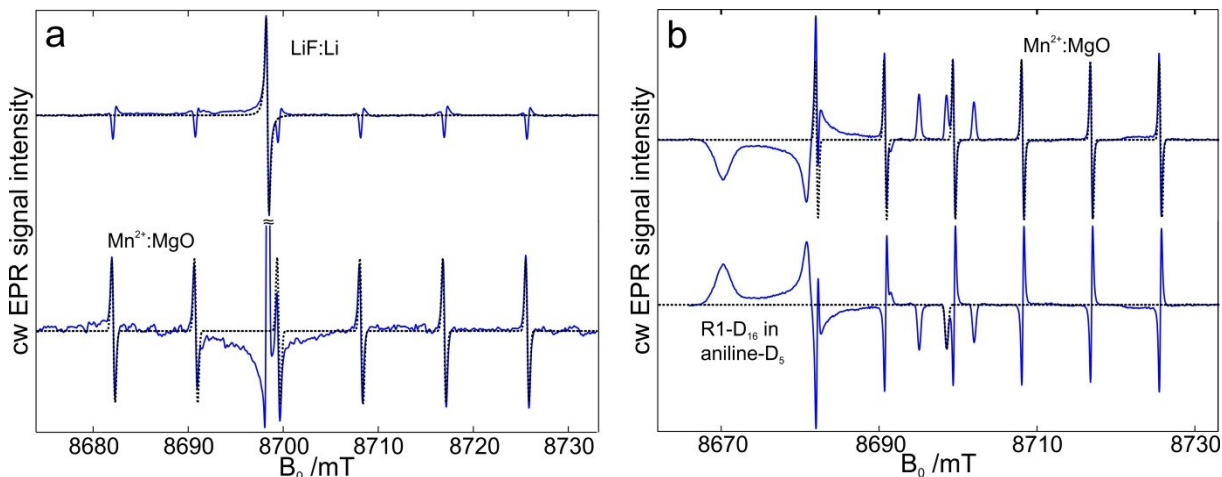 a
LiF:Li
Mn²⁺:MgO
≈
cw EPR signal intensity
8680 8690 8700 8710 8720 8730
B₀ /mT
b
Mn²⁺:MgO
R1-D₁₆ in
aniline-D₅
cw EPR signal intensity
8670 8690 8710 8730
B₀ /mT